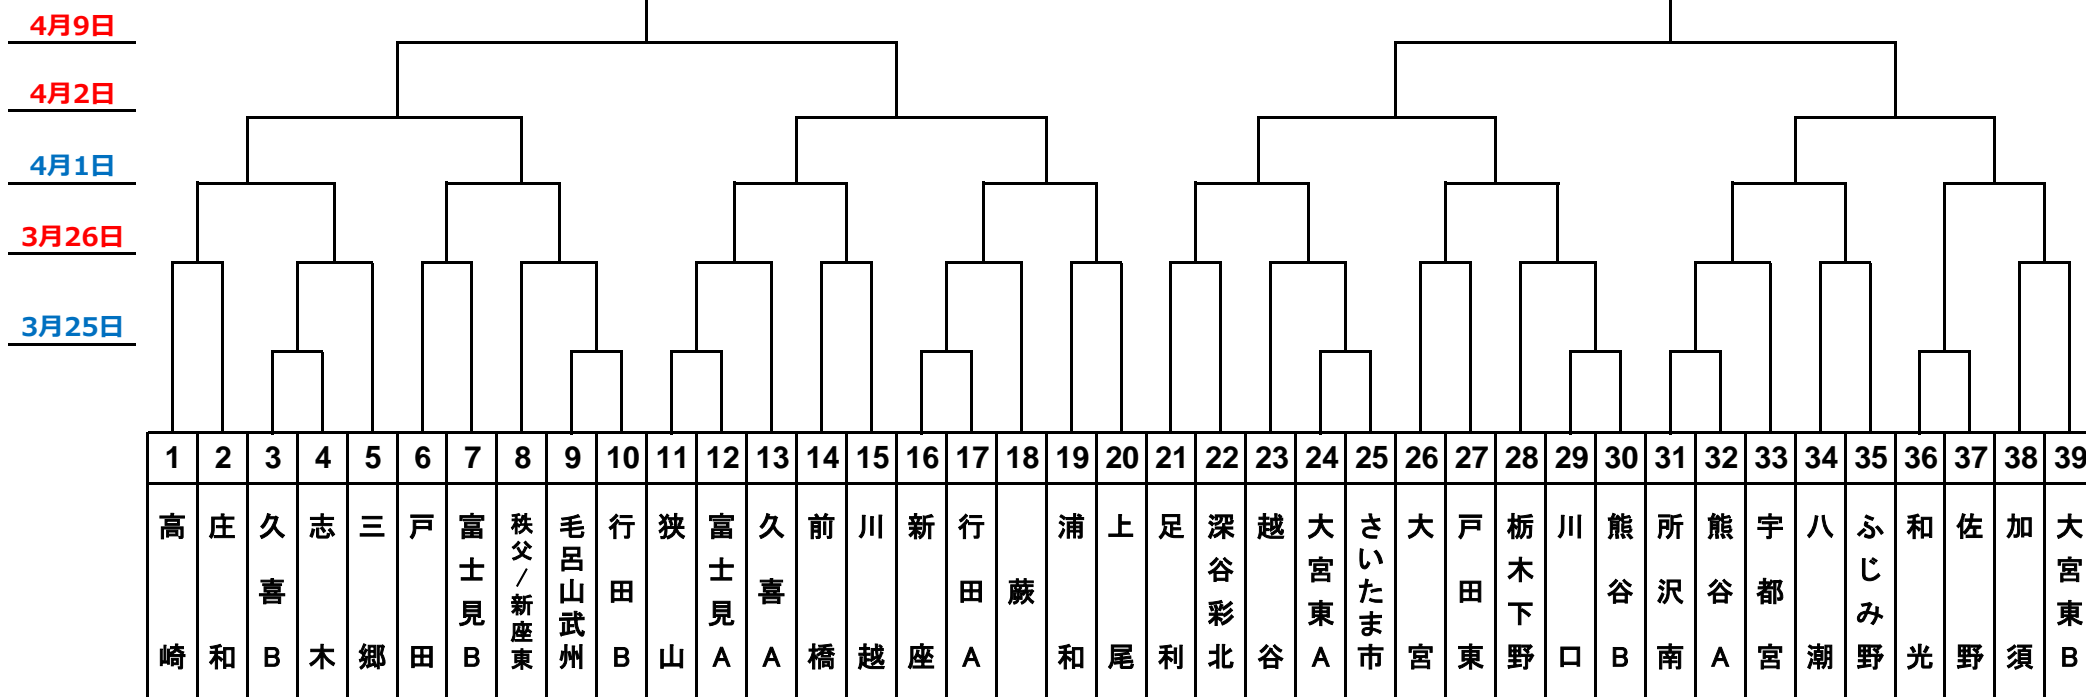 4月9日
4月2日
4月1日
3月26日
3月25日
1 2 3 4 5 6 7 8 9 10 11 12 13 14 15 16 17 18 19 20 21 22 23 24 25 26 27 28 29 30 31 32 33 34 35 36 37 38 39
高崎
庄和
久喜B
志木
三郷
戸田
富士見B
秩父/新座東
毛呂山武州
行田B
狭山
富士見A
久喜A
前橋
川越
新座
行田A
蕨
浦和
上尾
足利
深谷彩北
越谷
大宮東A
さいたま市
大宮
戸田東
栃木下野
川口
熊谷B
所沢南
熊谷A
宇都宮
八潮
ふじみ野
和光
佐野
加須
大宮東B